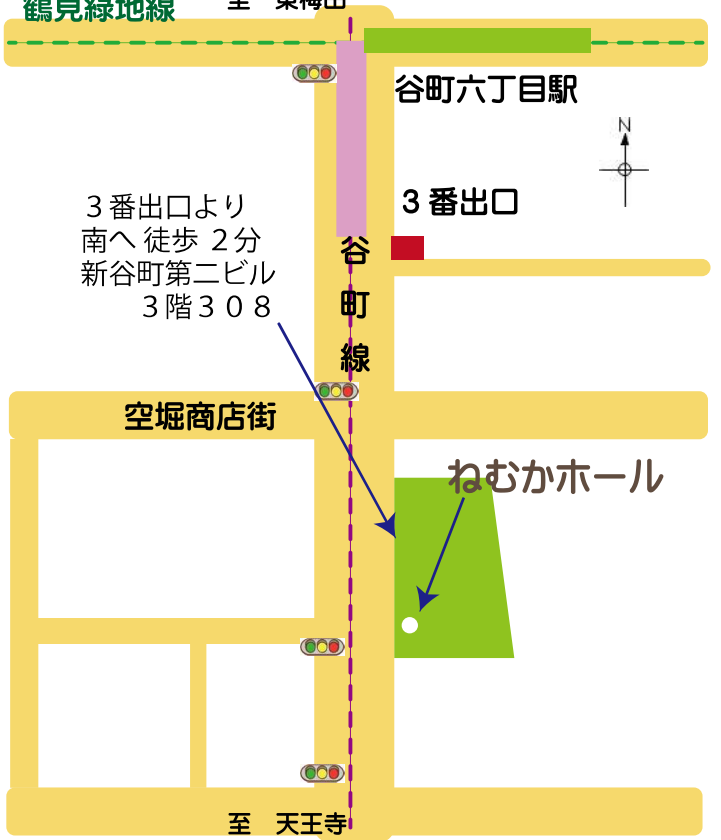 鶴見緑地線
至 東梅田
谷町六丁目駅
N
３番出口
３番出口より
南へ 徒歩 ２分
新谷町第二ビル
３階３０８
谷町線
空堀商店街
ねむかホール
至 天王寺